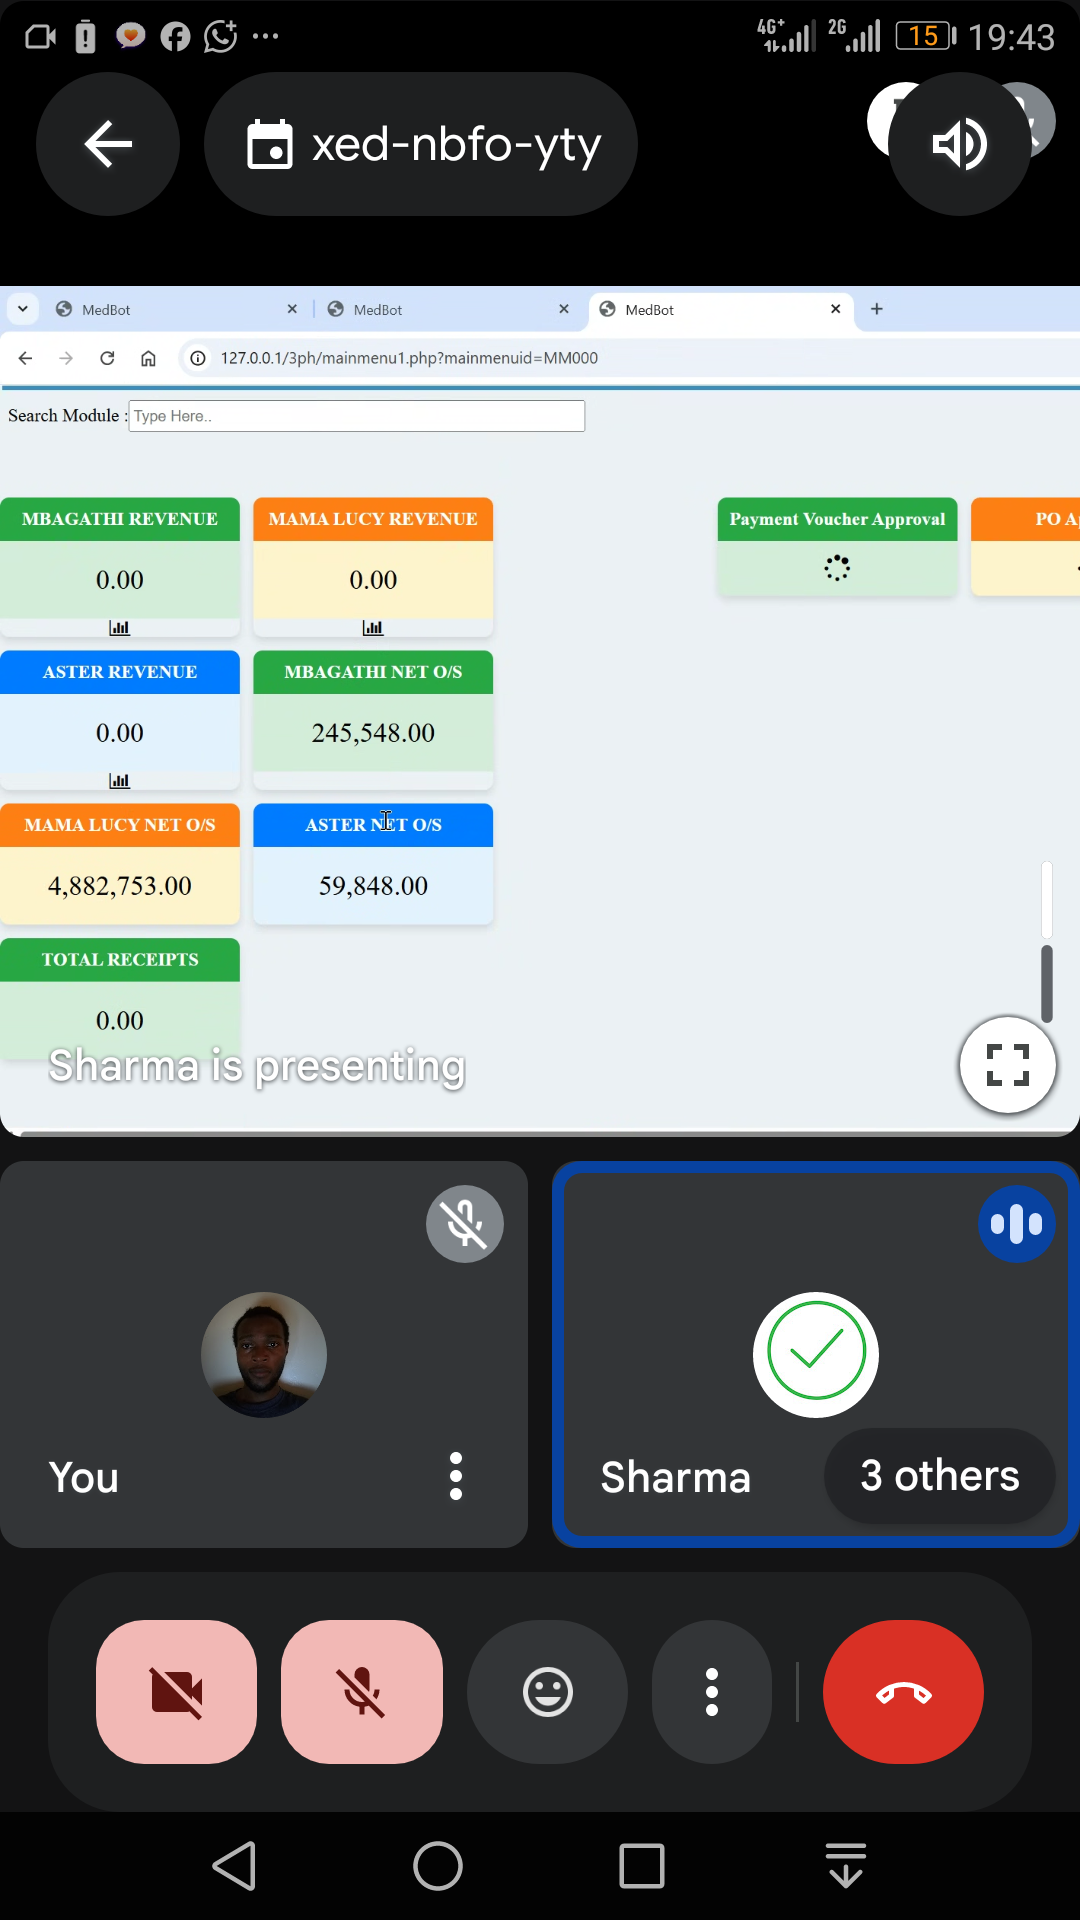 4G+ 2G 15 19:43
xed-nbfo-yty
MedBot MedBot MedBot
127.0.0.1/3ph/mainmenu1.php?mainmenuid=MM000
Search Module : Type Here..
MBAGATHI REVENUE MAMA LUCY REVENUE Payment Voucher Approval PO
0.00 0.00
ASTER REVENUE MBAGATHI NET O/S
0.00 245,548.00
MAMA LUCY NET O/S ASTER NET O/S
4,882,753.00 59,848.00
TOTAL RECEIPTS
0.00
Sharma is presenting
You Sharma 3 others